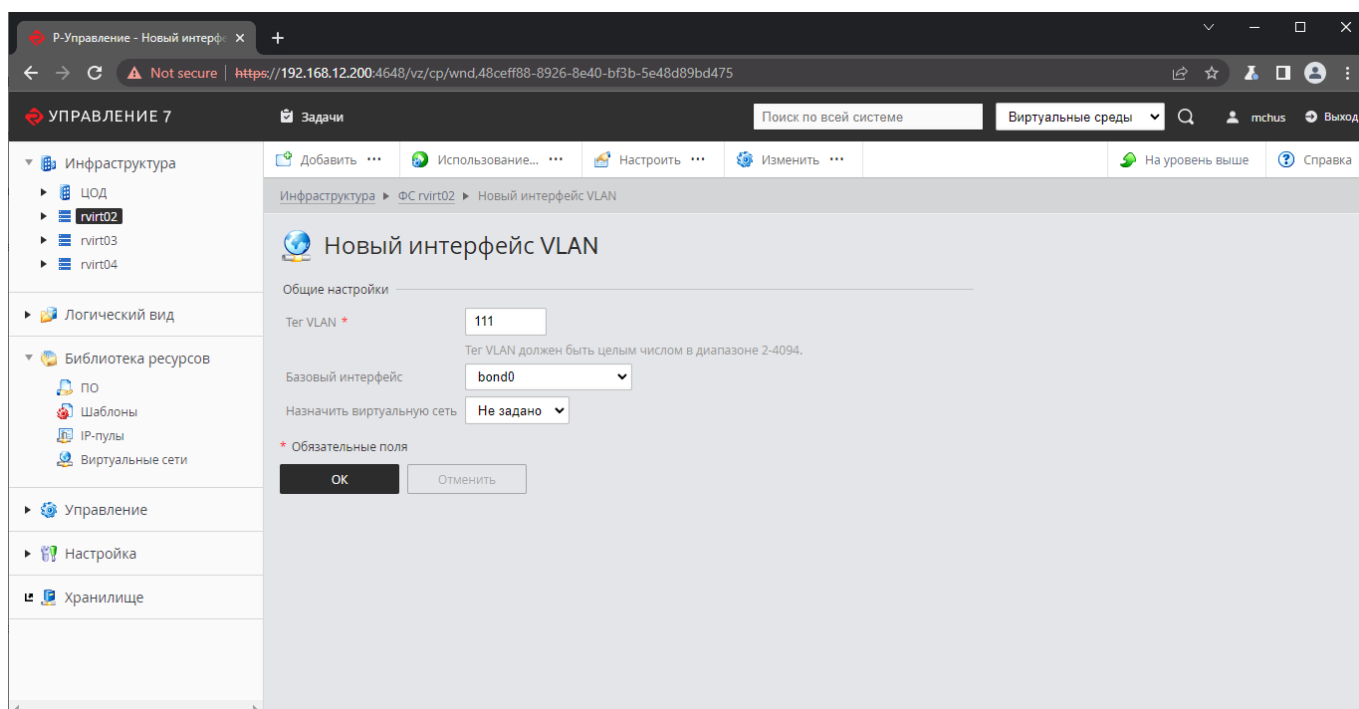 Р-Управление - Новый интерфе
Not secure | https://192.168.12.200:4648/vz/cp/wnd,48ceff88-8926-8e40-bf3b-5e48d89bd475
УПРАВЛЕНИЕ 7
Задачи
Поиск по всей системе
Виртуальные среды
mchus
Выход
Инфраструктура
ЦОД
rvirt02
rvirt03
rvirt04
Логический вид
Библиотека ресурсов
ПО
Шаблоны
IP-пулы
Виртуальные сети
Управление
Настройка
Хранилище
Добавить ...
Использование... ...
Настроить ...
Изменить ...
На уровень выше
Справка
Инфраструктура ФС rvirt02 Новый интерфейс VLAN
Новый интерфейс VLAN
Общие настройки
Тег VLAN * 111
Тег VLAN должен быть целым числом в диапазоне 2-4094.
Базовый интерфейс bond0
Назначить виртуальную сеть Не задано
* Обязательные поля
ОК Отменить